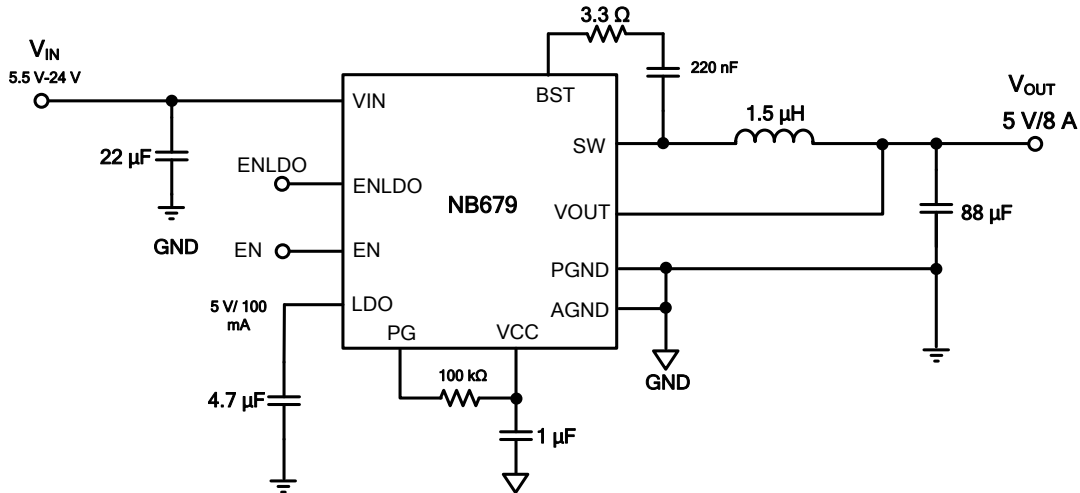 3.3 Ω
V_IN
5.5 V-24 V
220 nF
BST
VIN
V_OUT
5 V/8 A
1.5 µH
SW
22 µF
ENLDO
ENLDO
NB679
VOUT
88 µF
GND
EN
EN
PGND
5 V/ 100
mA
LDO
AGND
PG
VCC
GND
100 kΩ
4.7 µF
1 µF